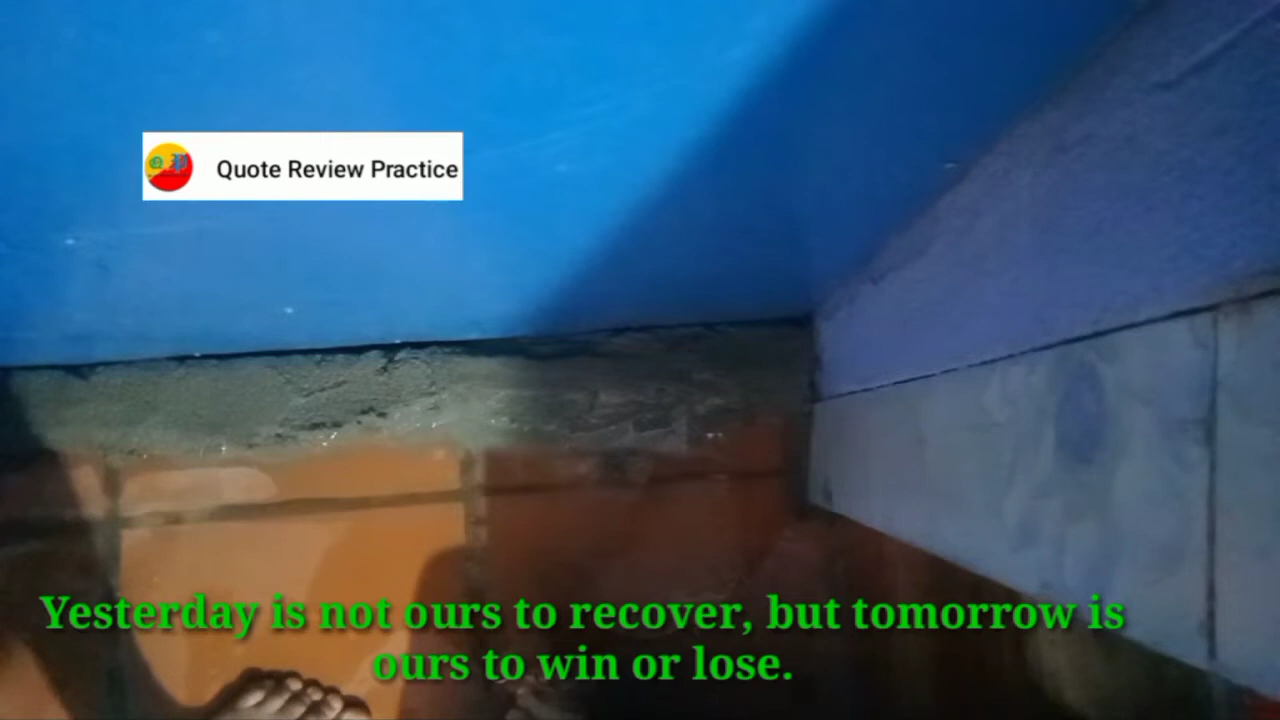 Quote Review Practice
Yesterday is not ours to recover, but tomorrow is
ours to win or lose.